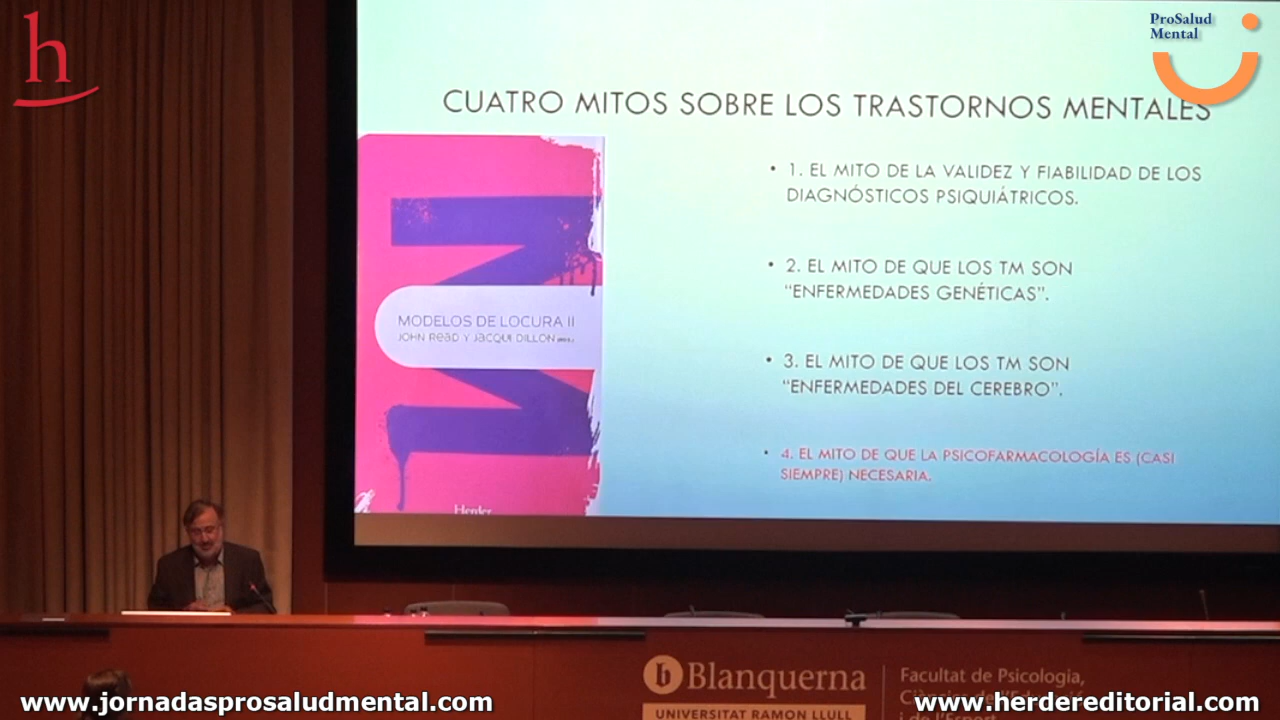 h
ProSalud
Mental
CUATRO MITOS SOBRE LOS TRASTORNOS MENTALES
• 1. EL MITO DE LA VALIDEZ Y FIABILIDAD DE LOS
DIAGNÓSTICOS PSIQUIÁTRICOS.
• 2. EL MITO DE QUE LOS TM SON
“ENFERMEDADES GENÉTICAS”.
• 3. EL MITO DE QUE LOS TM SON
“ENFERMEDADES DEL CEREBRO”.
• 4. EL MITO DE QUE LA PSICOFARMACOLOGÍA ES (CASI
SIEMPRE) NECESARIA.
MODELOS DE LOCURA II
JOHN READ Y JACQUI DILLON
Herder
b Blanquerna
UNIVERSITAT RAMON LLULL
Facultat de Psicologia,
www.jornadasprosaludmental.com
www.herdereditorial.com